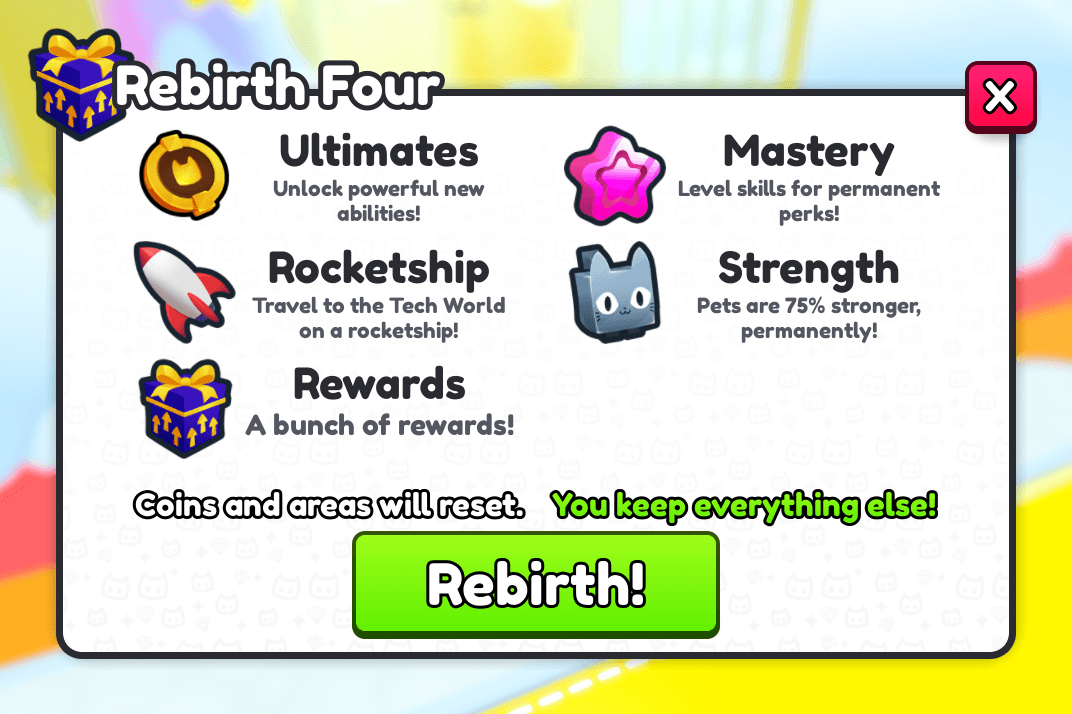 Rebirth Four
X
Ultimates
Unlock powerful new
abilities!
Mastery
Level skills for permanent
perks!
Rocketship
Travel to the Tech World
on a rocketship!
Strength
Pets are 75% stronger,
permanently!
Rewards
A bunch of rewards!
Coins and areas will reset. You keep everything else!
Rebirth!